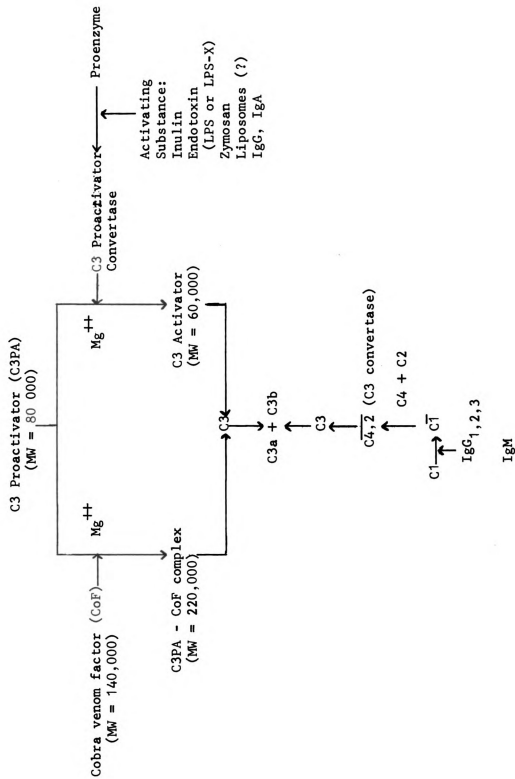 C3 Proactivator (C3PA)
(MW = 80 000)
Cobra venom factor (CoF)
(MW = 140,000)
Mg++
Mg++
C3 Proactivator
Convertase
Proenzyme
Activating
Substance:
Inulin
Endotoxin
(LPS or LPS-X)
Zymosan
Liposomes (?)
IgG, IgA
C3PA - CoF complex
(MW = 220,000)
C3 Activator
(MW = 60,000)
C3
C3a + C3b
C3
C4,2 (C3 convertase)
C4 + C2
C1
C1
IgG1,2,3
IgM